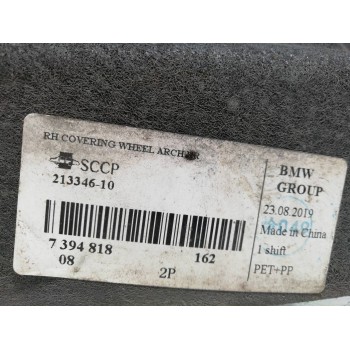 RH COVERING WHEEL ARCH FR
SCCP
213346-10
7 394 818
162
08
2P
BMW
GROUP
23.08.2019
Made in China
1 shift
PET+PP